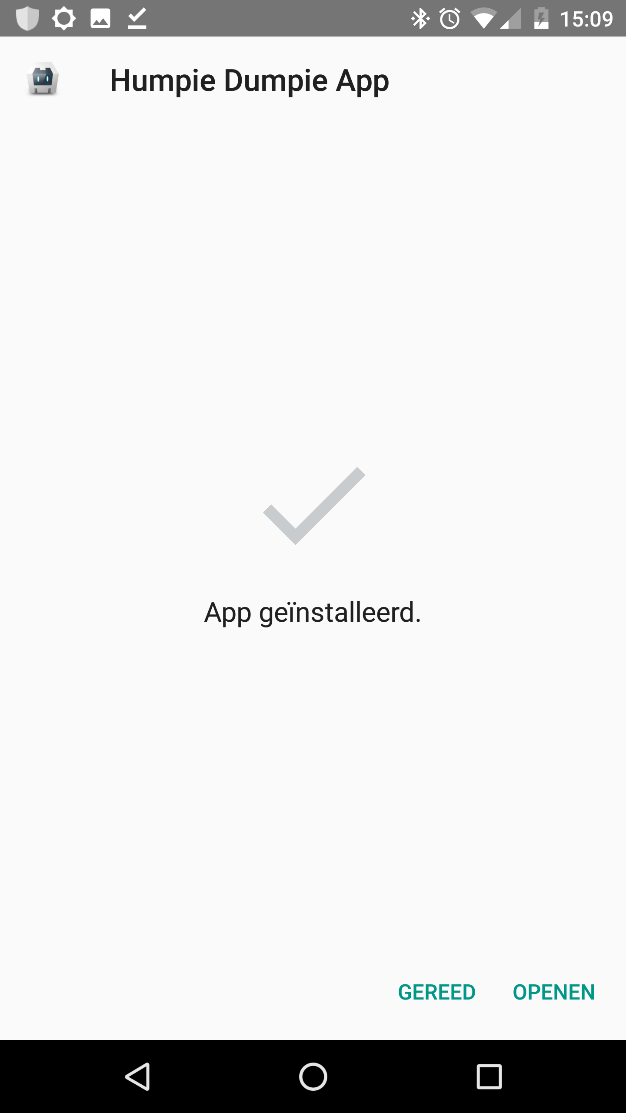 15:09
Humpie Dumpie App
App geïnstalleerd.
GEREED OPENEN